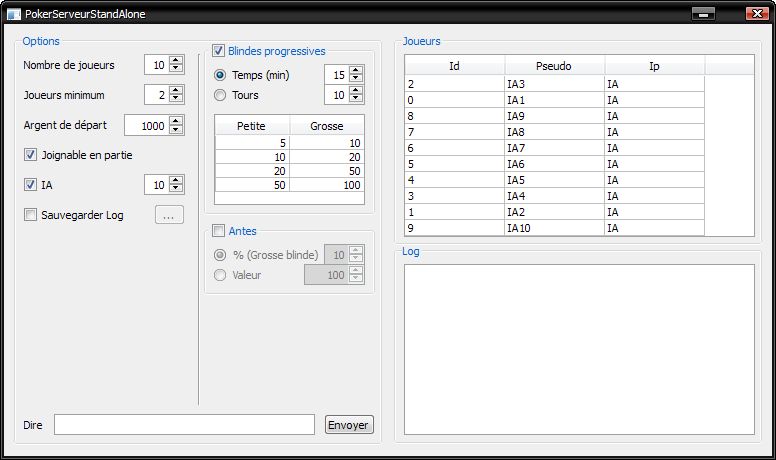 PokerServeurStandAlone
Options
Nombre de joueurs 10
Joueurs minimum 2
Argent de départ 1000
Joignable en partie
IA 10
Sauvegarder Log ...
Blindes progressives
Temps (min) 15
Tours 10
Petite Grosse
5 10
10 20
20 50
50 100
Antes
% (Grosse blinde) 10
Valeur 100
Dire Envoyer
Joueurs
Id Pseudo Ip
2 IA3 IA
0 IA1 IA
8 IA9 IA
7 IA8 IA
6 IA7 IA
5 IA6 IA
4 IA5 IA
3 IA4 IA
1 IA2 IA
9 IA10 IA
Log